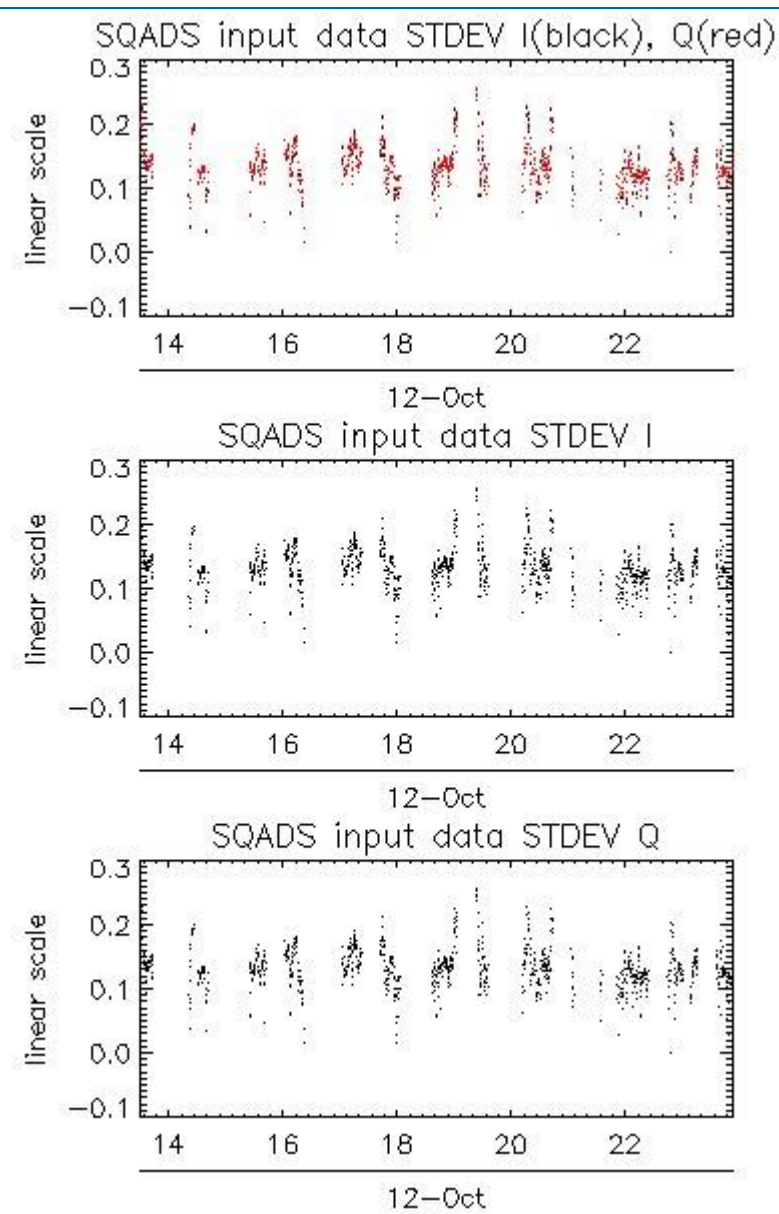 SQADS input data STDEV I(black), Q(red)
0.3
0.2
0.1
0.0
−0.1
linear scale
14 16 18 20 22
12−Oct
SQADS input data STDEV I
0.3
0.2
0.1
0.0
−0.1
linear scale
14 16 18 20 22
12−Oct
SQADS input data STDEV Q
0.3
0.2
0.1
0.0
−0.1
linear scale
14 16 18 20 22
12−Oct